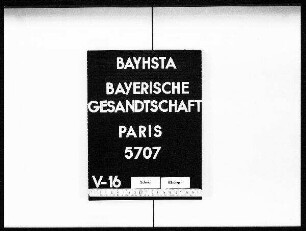 BAYHSTA
BAYERISCHE
GESANDTSCHAFT
PARIS
5707
V-16